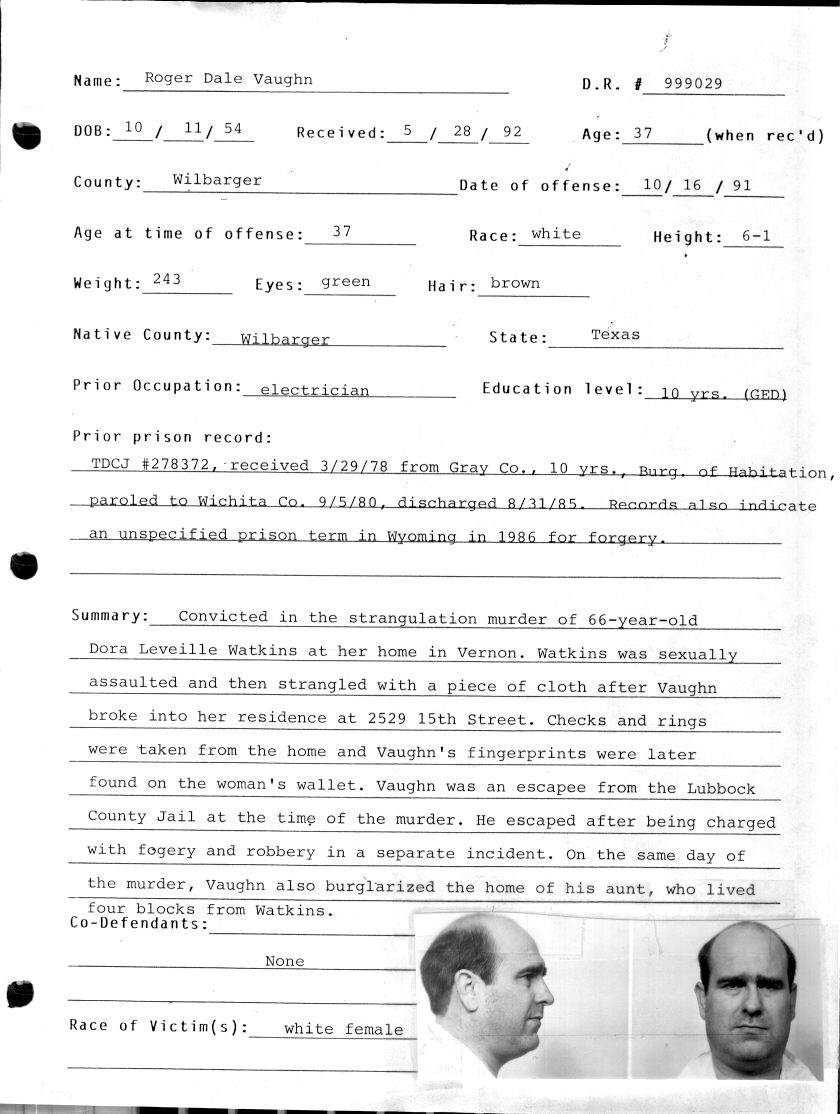 Name: Roger Dale Vaughn D.R. # 999029
DOB: 10 / 11/ 54 Received: 5 / 28 / 92 Age: 37 (when rec'd)
County: Wilbarger Date of offense: 10/ 16 / 91
Age at time of offense: 37 Race: white Height: 6-1
Weight: 243 Eyes: green Hair: brown
Native County: Wilbarger State: Texas
Prior Occupation: electrician Education level: 10 yrs. (GED)
Prior prison record:
TDCJ #278372, received 3/29/78 from Gray Co., 10 yrs., Burg. of Habitation,
paroled to Wichita Co. 9/5/80, discharged 8/31/85. Records also indicate
an unspecified prison term in Wyoming in 1986 for forgery.
Summary: Convicted in the strangulation murder of 66-year-old
Dora Leveille Watkins at her home in Vernon. Watkins was sexually
assaulted and then strangled with a piece of cloth after Vaughn
broke into her residence at 2529 15th Street. Checks and rings
were taken from the home and Vaughn's fingerprints were later
found on the woman's wallet. Vaughn was an escapee from the Lubbock
County Jail at the time of the murder. He escaped after being charged
with fogery and robbery in a separate incident. On the same day of
the murder, Vaughn also burglarized the home of his aunt, who lived
four blocks from Watkins.
Co-Defendants:
None
Race of Victim(s): white female